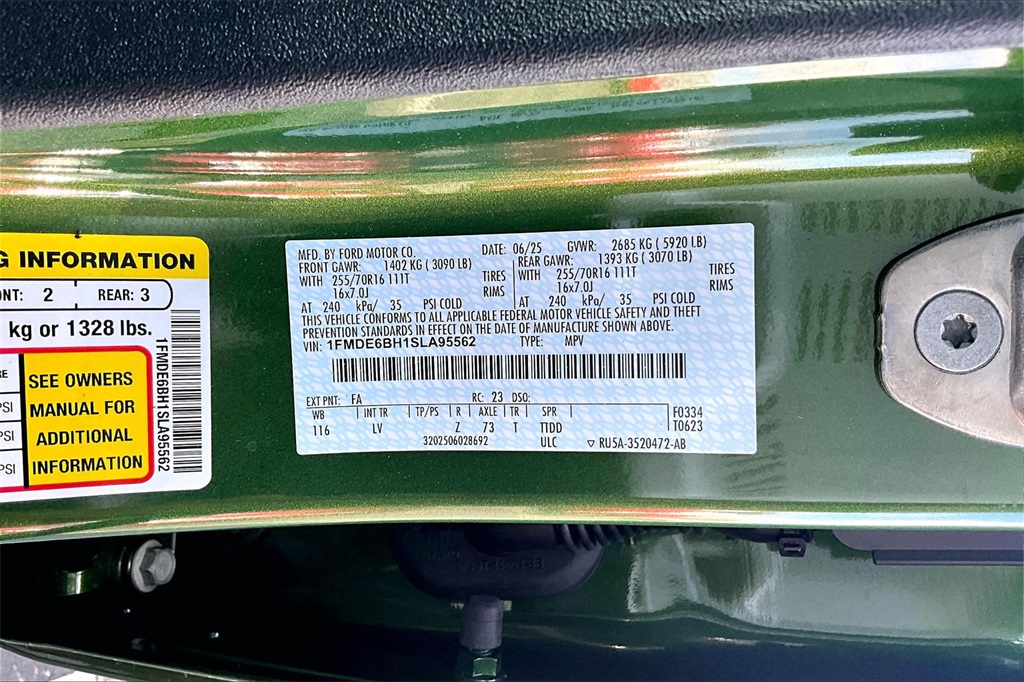 G INFORMATION
NT: 2 REAR: 3
kg or 1328 lbs.
RE
PSI
PSI
PSI
SEE OWNERS
MANUAL FOR
ADDITIONAL
INFORMATION
1FMDE6BH1SLA95562
MFD. BY FORD MOTOR CO. DATE: 06/25 GVWR: 2685 KG ( 5920 LB)
FRONT GAWR: 1402 KG ( 3090 LB) REAR GAWR: 1393 KG ( 3070 LB)
WITH 255/70R16 111T TIRES WITH 255/70R16 111T TIRES
16x7.0J RIMS 16x7.0J RIMS
AT 240 kPa/ 35 PSI COLD AT 240 kPa/ 35 PSI COLD
THIS VEHICLE CONFORMS TO ALL APPLICABLE FEDERAL MOTOR VEHICLE SAFETY AND THEFT
PREVENTION STANDARDS IN EFFECT ON THE DATE OF MANUFACTURE SHOWN ABOVE.
VIN: 1FMDE6BH1SLA95562 TYPE: MPV
EXT PNT: FA RC: 23 DSO:
WB INT TR TP/PS R AXLE TR SPR F0334
116 LV Z 73 T TIDD T0623
3202506028692 ULC RU5A-3520472-AB